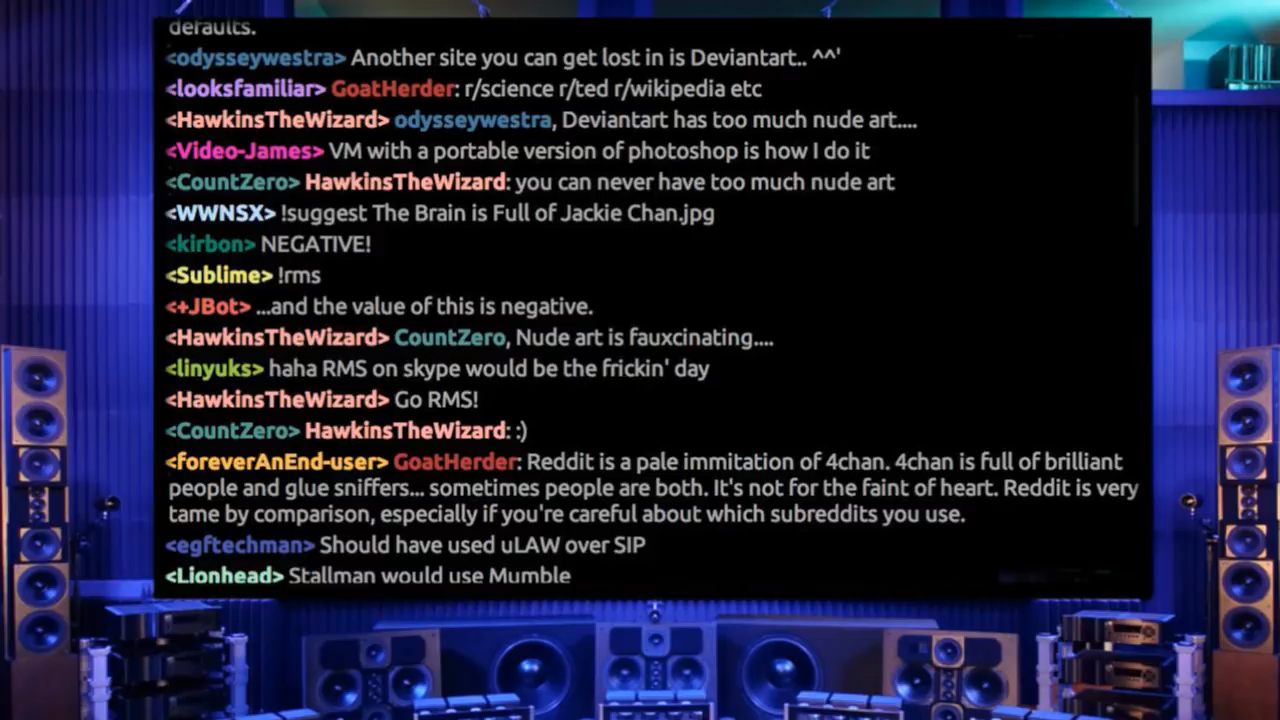 defaults.
<odysseywestra> Another site you can get lost in is Deviantart.. ^^'
<looksfamiliar> GoatHerder: r/science r/ted r/wikipedia etc
<HawkinsTheWizard> odysseywestra, Deviantart has too much nude art....
<Video-James> VM with a portable version of photoshop is how I do it
<CountZero> HawkinsTheWizard: you can never have too much nude art
<WWNSX> !suggest The Brain is Full of Jackie Chan.jpg
<kirbon> NEGATIVE!
<Sublime> !rms
<+JBot> ...and the value of this is negative.
<HawkinsTheWizard> CountZero, Nude art is fauxcinating....
<linyuks> haha RMS on skype would be the frickin' day
<HawkinsTheWizard> Go RMS!
<CountZero> HawkinsTheWizard: :)
<foreverAnEnd-user> GoatHerder: Reddit is a pale immitation of 4chan. 4chan is full of brilliant
people and glue sniffers... sometimes people are both. It's not for the faint of heart. Reddit is very
tame by comparison, especially if you're careful about which subreddits you use.
<egftechman> Should have used uLAW over SIP
<Lionhead> Stallman would use Mumble